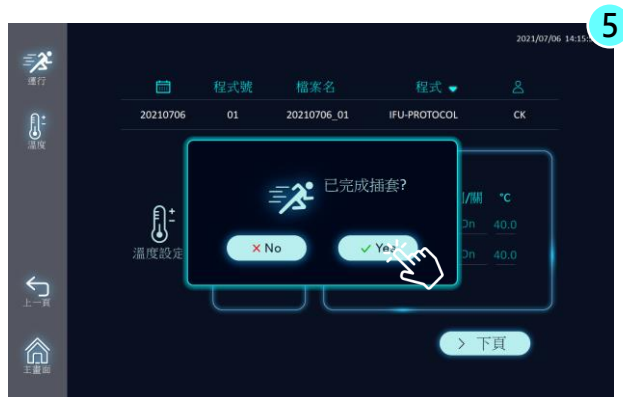 5
2021/07/06 14:15:
運行
程式號 檔案名 程式
20210706 01 20210706_01 IFU-PROTOCOL CK
溫度
已完成插套?
/關 °C
On 40.0
溫度設定
× No ✓ Yes
On 40.0
上一頁
> 下頁
主畫面